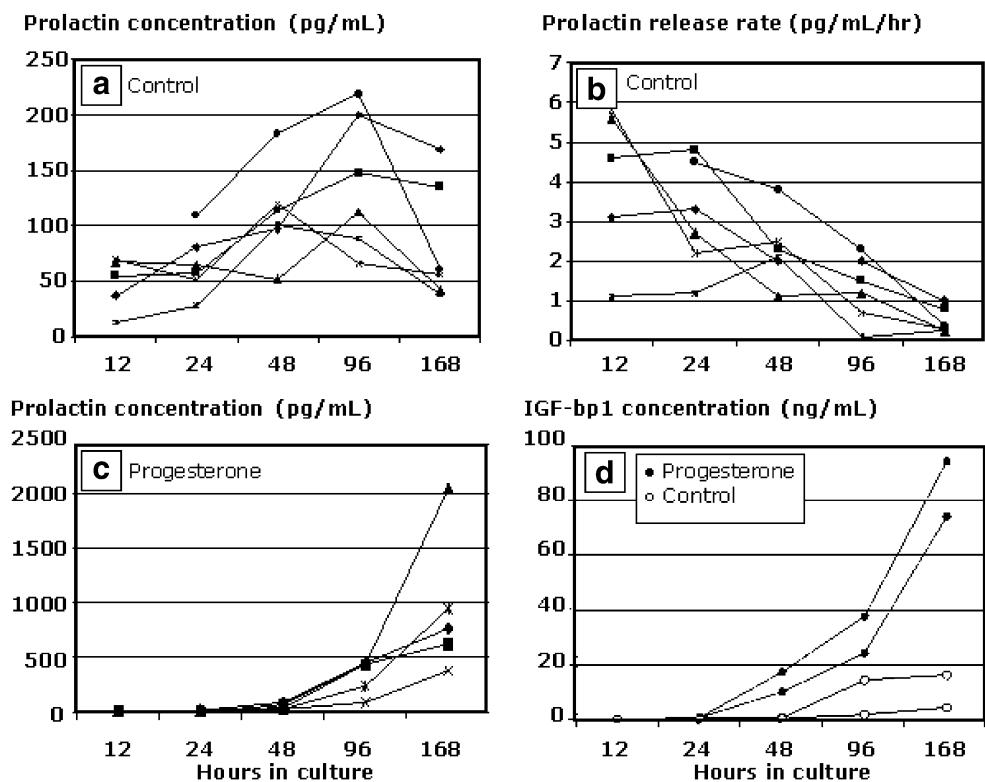 Prolactin concentration (pg/mL)
250
200
150
100
50
0
a Control
12 24 48 96 168
Prolactin release rate (pg/mL/hr)
7
6
5
4
3
2
1
0
b Control
12 24 48 96 168
Prolactin concentration (pg/mL)
2500
2000
1500
1000
500
0
c Progesterone
12 24 48 96 168
Hours in culture
IGF-bp1 concentration (ng/mL)
100
80
60
40
20
0
d
Progesterone
Control
12 24 48 96 168
Hours in culture